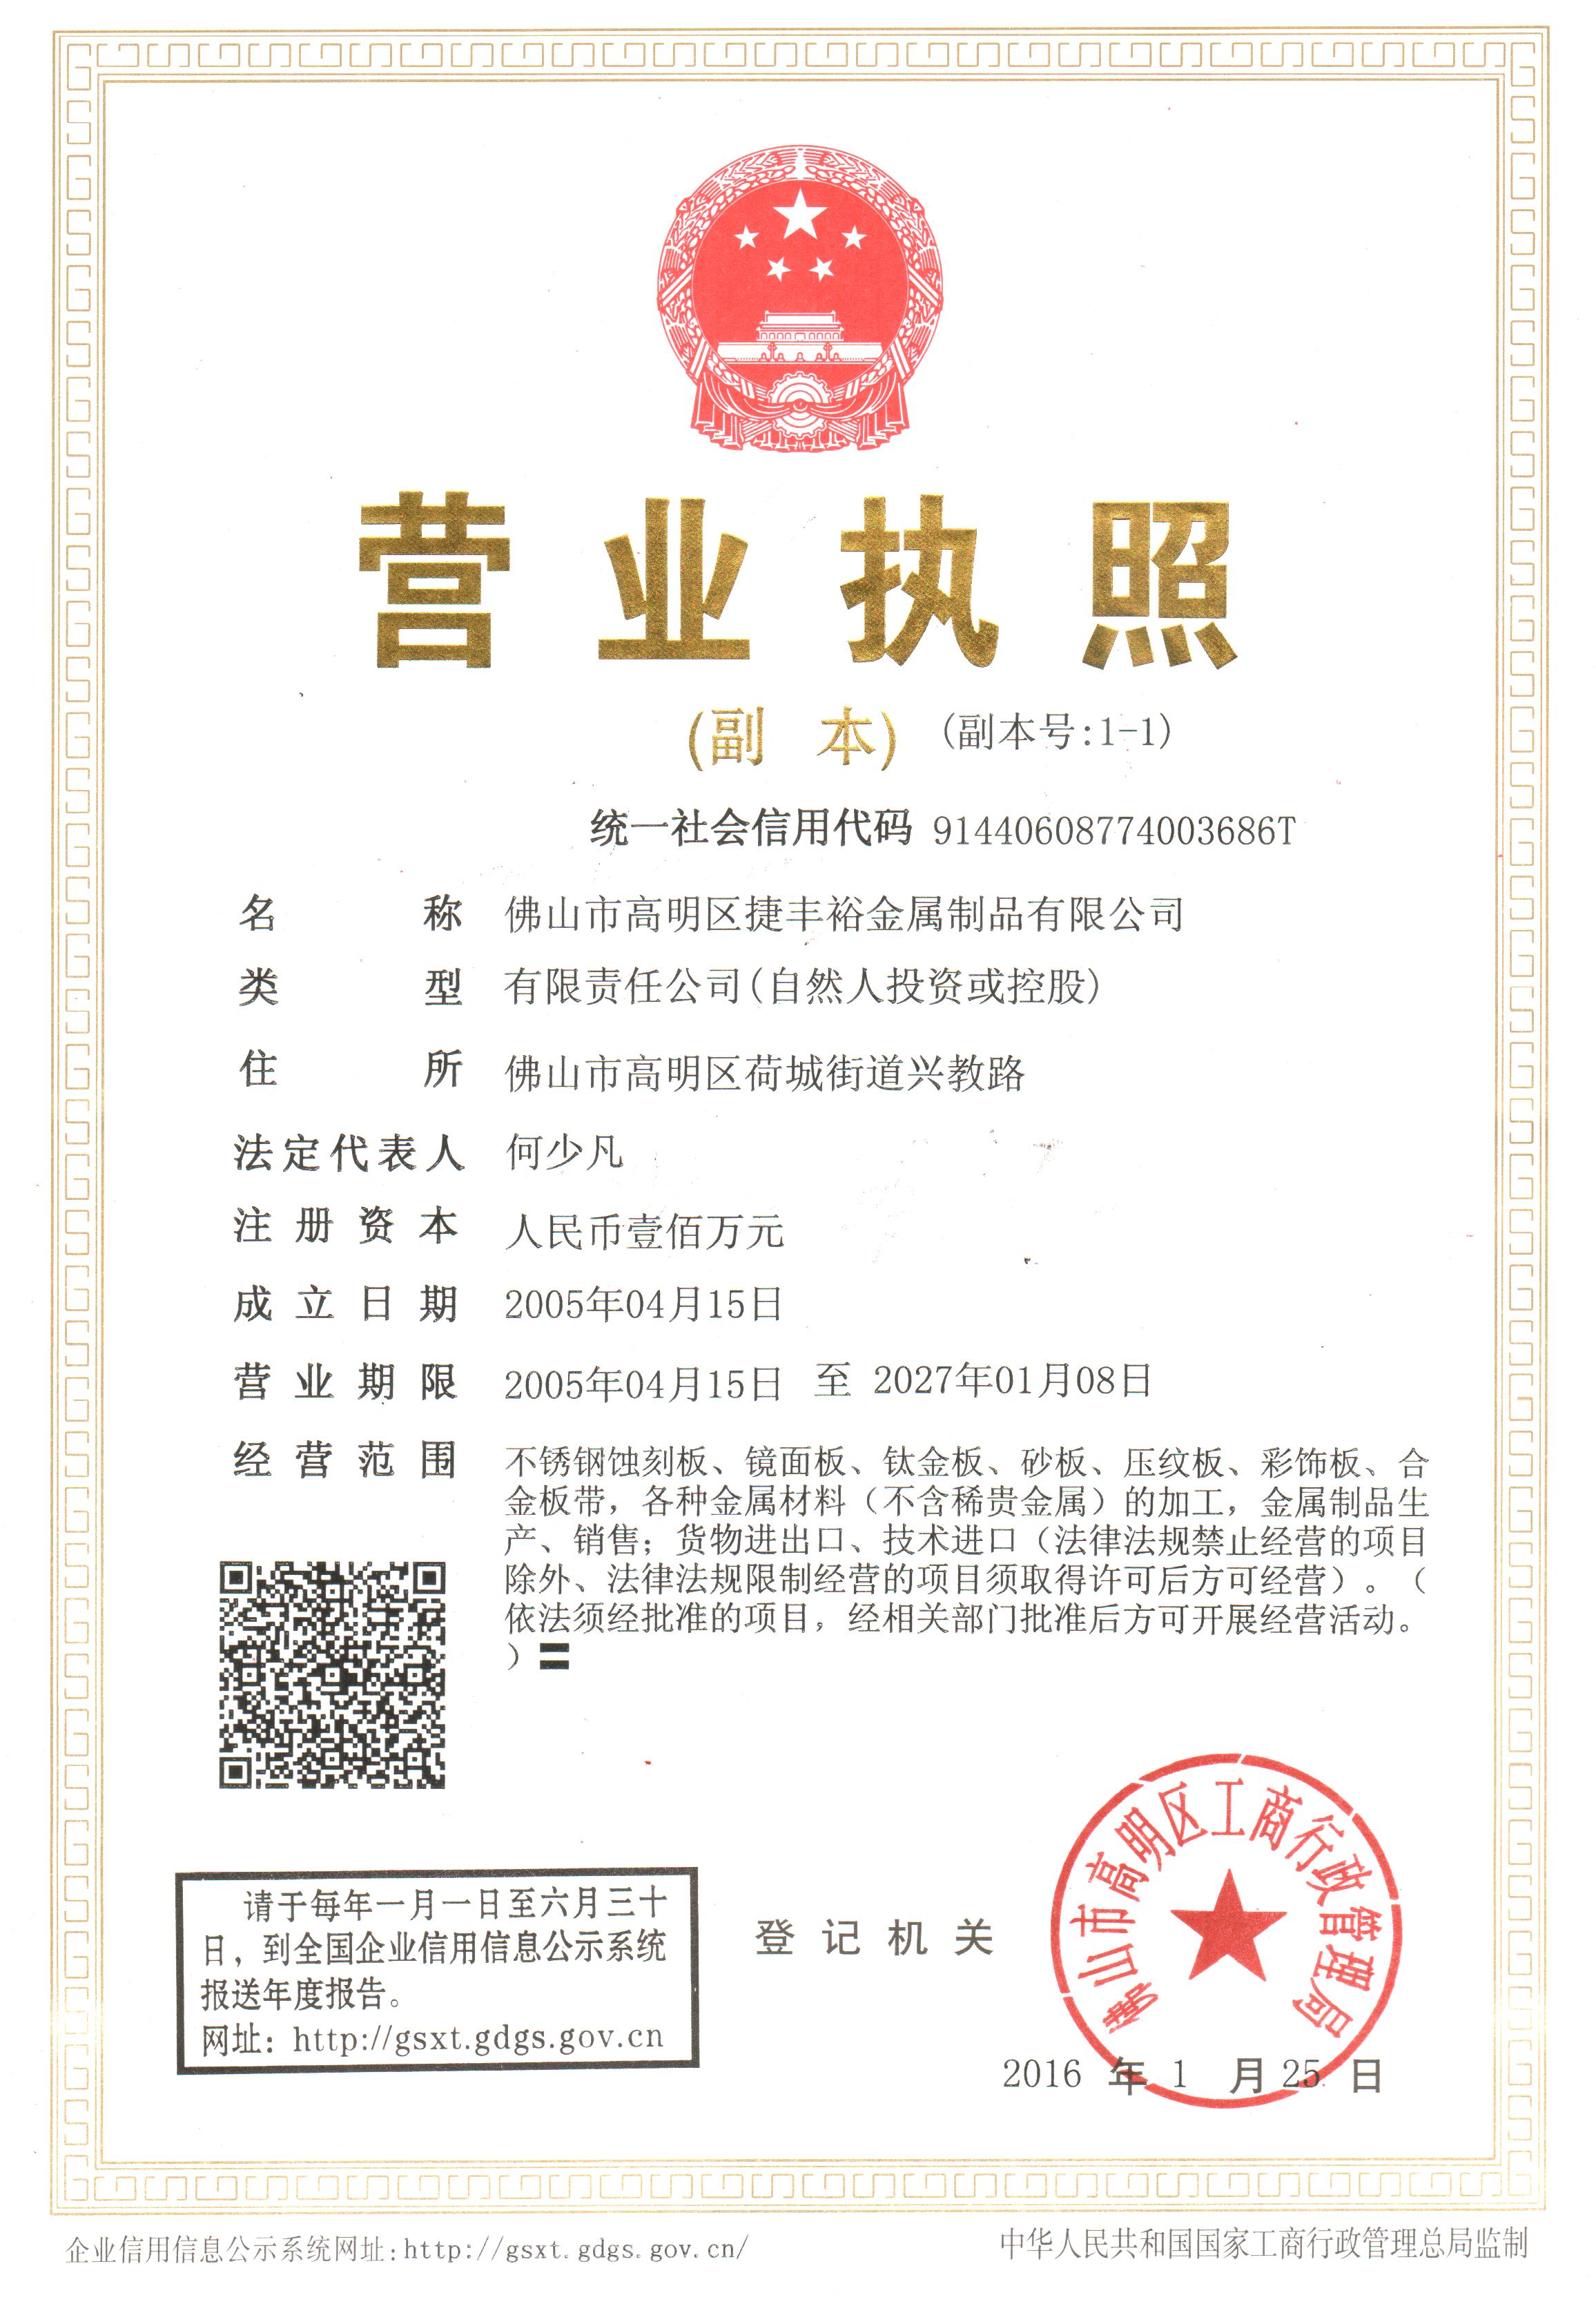 营业执照
(副 本) (副本号:1-1)
统一社会信用代码 91440608774003686T
名 称 佛山市高明区捷丰裕金属制品有限公司
类 型 有限责任公司(自然人投资或控股)
住 所 佛山市高明区荷城街道兴教路
法定代表人 何少凡
注册资本 人民币壹佰万元
成立日期 2005年04月15日
营业期限 2005年04月15日 至 2027年01月08日
经营范围 不锈钢蚀刻板、镜面板、钛金板、砂板、压纹板、彩饰板、合
金板带，各种金属材料（不含稀贵金属）的加工，金属制品生
产、销售；货物进出口、技术进口（法律法规禁止经营的项目
除外、法律法规限制经营的项目须取得许可后方可经营）。（
依法须经批准的项目，经相关部门批准后方可开展经营活动。
）
请于每年一月一日至六月三十
日，到全国企业信用信息公示系统
报送年度报告。
网址：http://gsxt.gdgs.gov.cn
登记机关
佛山市高明区工商行政管理局
2016 年 1 月 25 日
企业信用信息公示系统网址:http://gsxt.gdgs.gov.cn/
中华人民共和国国家工商行政管理总局监制